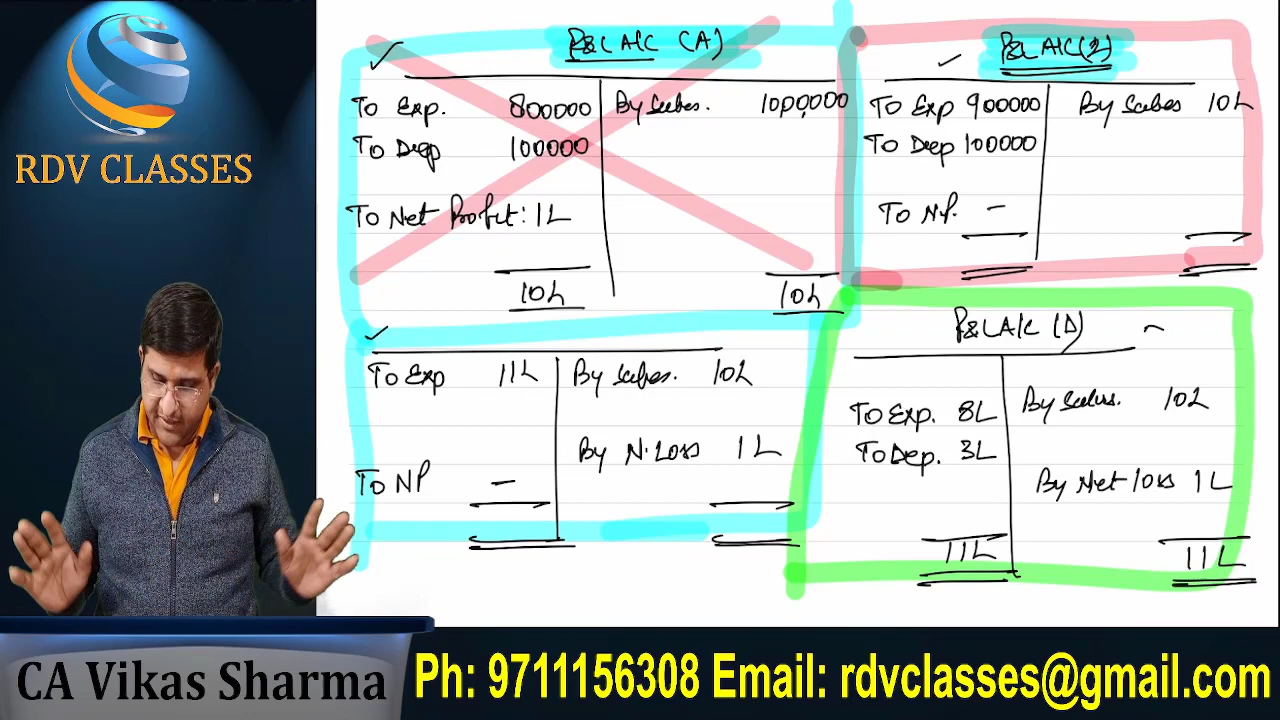 RDV CLASSES
P&L A/C (A)
To Exp. 800000 By Sales. 1000000
To Dep 100000
To Net Profit: 1L
10L 10L
P&L A/C (2)
To Exp 900000 By Sales 10L
To Dep 100000
To N.P. -
To Exp 11L By Sales. 10L
By N. Loss 1L
To NP -
P&L A/C (D)
By Sales. 10L
To Exp. 8L
To Dep. 3L
By Net loss 1L
11L 11L
CA Vikas Sharma
Ph: 9711156308 Email: rdvclasses@gmail.com